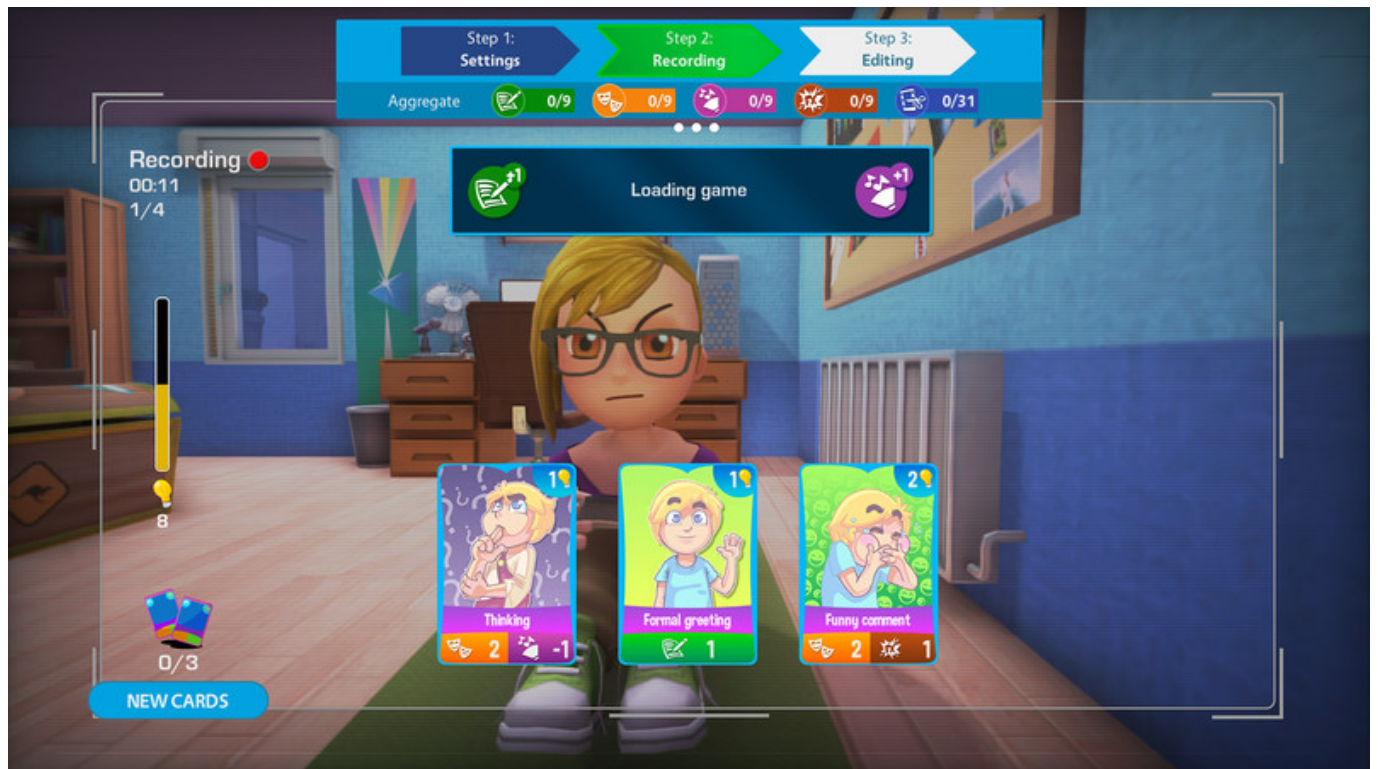 Step 1:
Settings
Step 2:
Recording
Step 3:
Editing
Aggregate
0/9
0/9
0/9
0/9
0/31
Recording
00:11
1/4
+1
Loading game
+1
8
0/3
NEW CARDS
1
Thinking
2
-1
1
Formal greeting
1
2
Funny comment
2
1